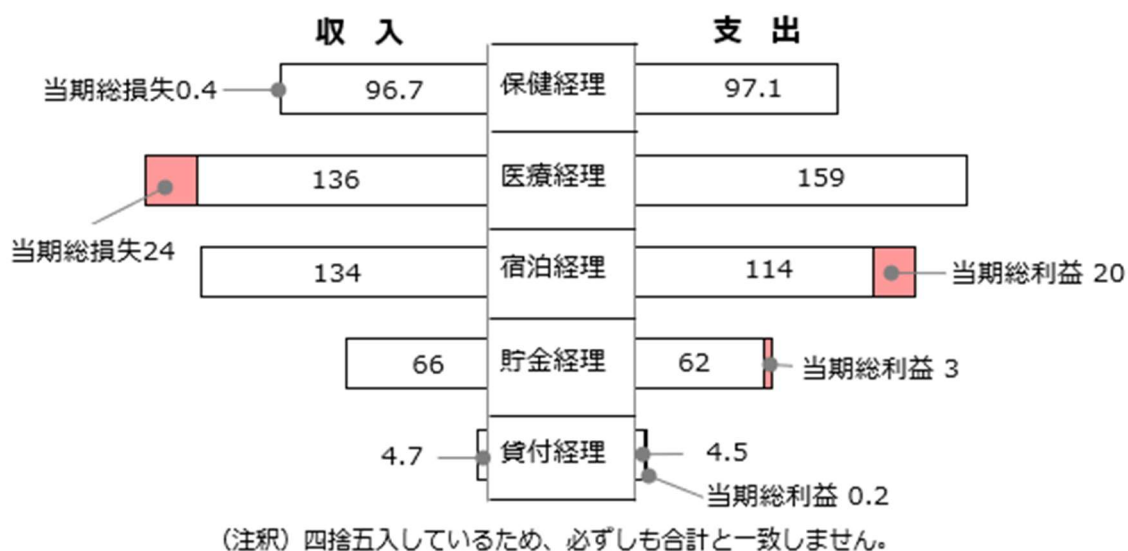 収　入
支　出
当期総損失0.4
96.7
保健経理
97.1
136
医療経理
159
当期総損失24
134
宿泊経理
114
当期総利益 20
66
貯金経理
62
当期総利益 3
4.7
貸付経理
4.5
当期総利益 0.2
（注釈）四捨五入しているため、必ずしも合計と一致しません。